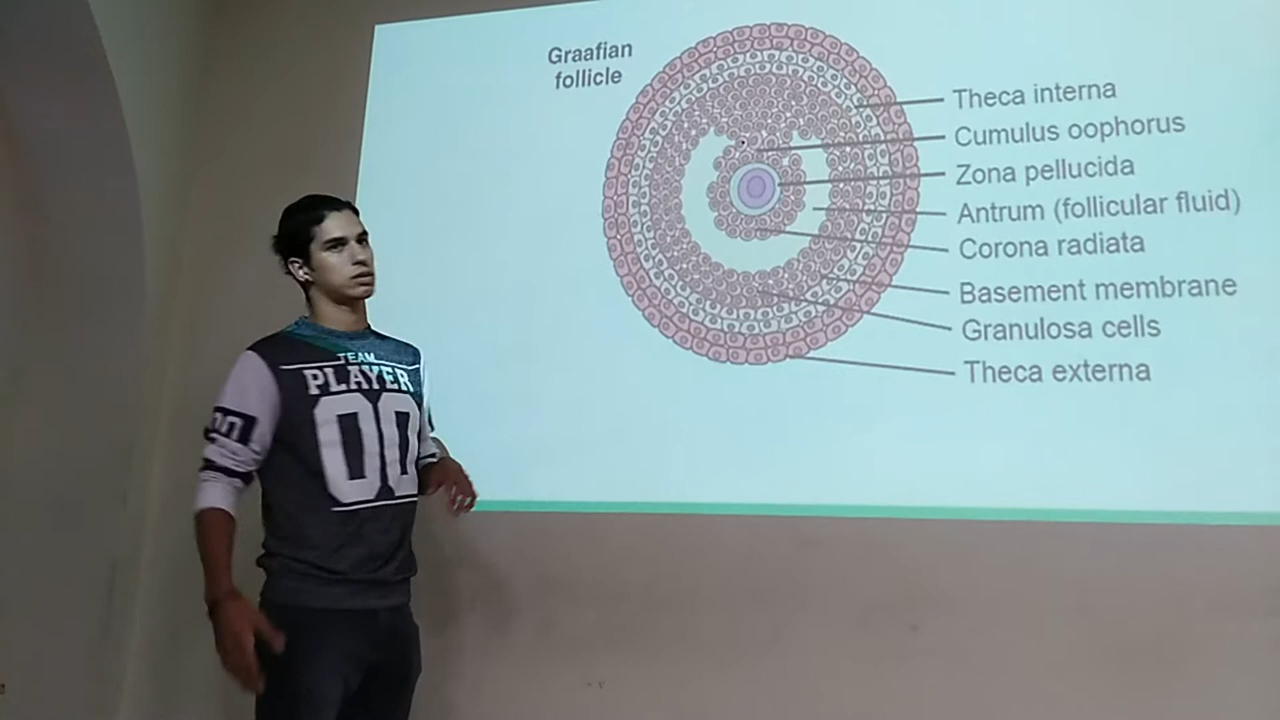 Graafian
follicle
Theca interna
Cumulus oophorus
Zona pellucida
Antrum (follicular fluid)
Corona radiata
Basement membrane
Granulosa cells
Theca externa
TEAM
PLAYER
00
00